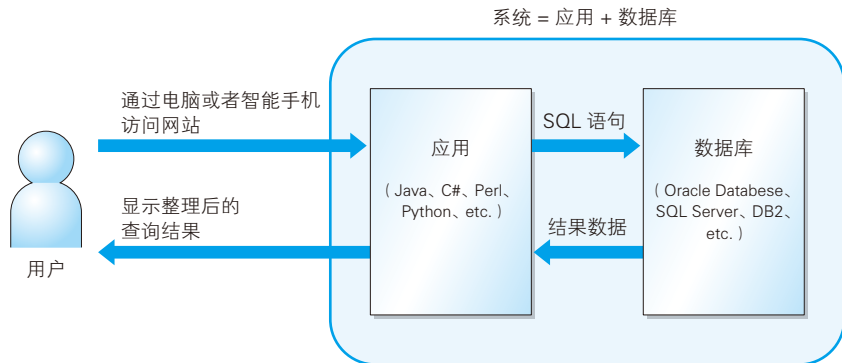 系统 = 应用 + 数据库
通过电脑或者智能手机
访问网站
显示整理后的
查询结果
用户
应用
（Java、C#、Perl、
Python、etc.）
SQL 语句
结果数据
数据库
（Oracle Databese、
SQL Server、DB2、
etc.）